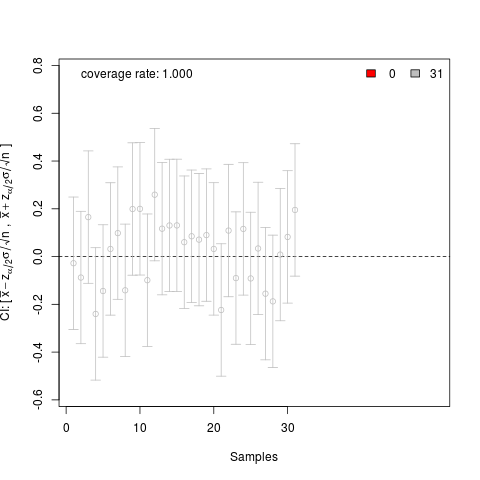 coverage rate: 1.000
0 31
0.8
0.6
0.4
0.2
0.0
-0.2
-0.4
-0.6
CI: [ x̅ − zα/2σ/√n , x̅ + zα/2σ/√n ]
0 10 20 30
Samples